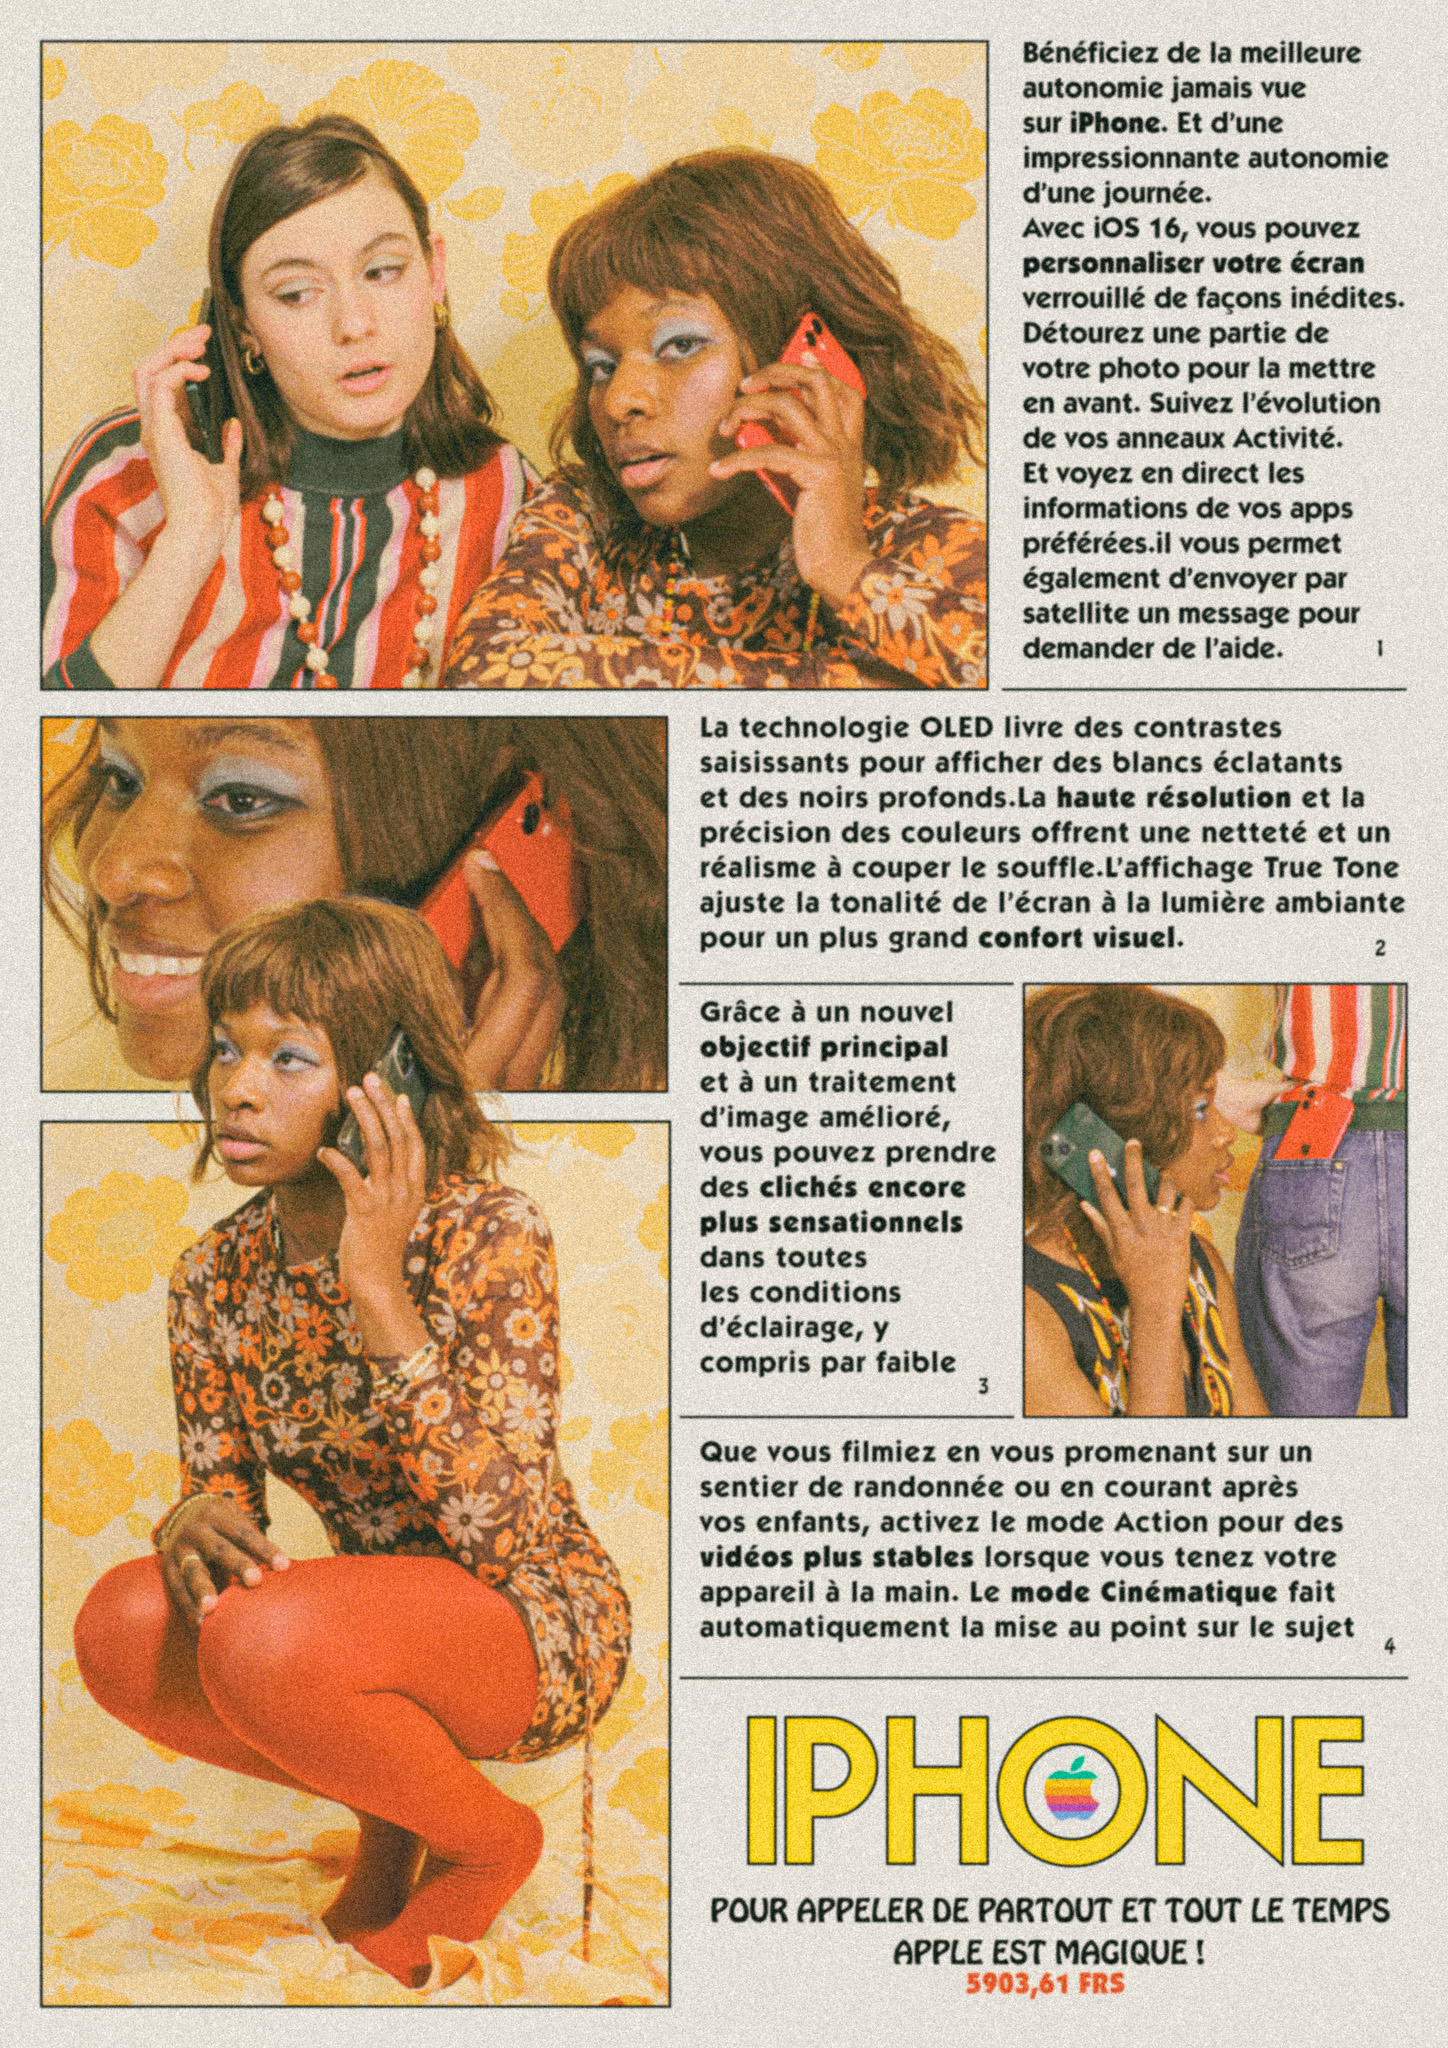 Bénéficiez de la meilleure
autonomie jamais vue
sur iPhone. Et d'une
impressionnante autonomie
d'une journée.
Avec iOS 16, vous pouvez
personnaliser votre écran
verrouillé de façons inédites.
Détourez une partie de
votre photo pour la mettre
en avant. Suivez l'évolution
de vos anneaux Activité.
Et voyez en direct les
informations de vos apps
préférées.il vous permet
également d'envoyer par
satellite un message pour
demander de l'aide.
1
La technologie OLED livre des contrastes
saisissants pour afficher des blancs éclatants
et des noirs profonds.La haute résolution et la
précision des couleurs offrent une netteté et un
réalisme à couper le souffle.L'affichage True Tone
ajuste la tonalité de l'écran à la lumière ambiante
pour un plus grand confort visuel.
2
Grâce à un nouvel
objectif principal
et à un traitement
d'image amélioré,
vous pouvez prendre
des clichés encore
plus sensationnels
dans toutes
les conditions
d'éclairage, y
compris par faible
3
Que vous filmiez en vous promenant sur un
sentier de randonnée ou en courant après
vos enfants, activez le mode Action pour des
vidéos plus stables lorsque vous tenez votre
appareil à la main. Le mode Cinématique fait
automatiquement la mise au point sur le sujet
4
IPHONE
POUR APPELER DE PARTOUT ET TOUT LE TEMPS
APPLE EST MAGIQUE !
5903,61 FRS